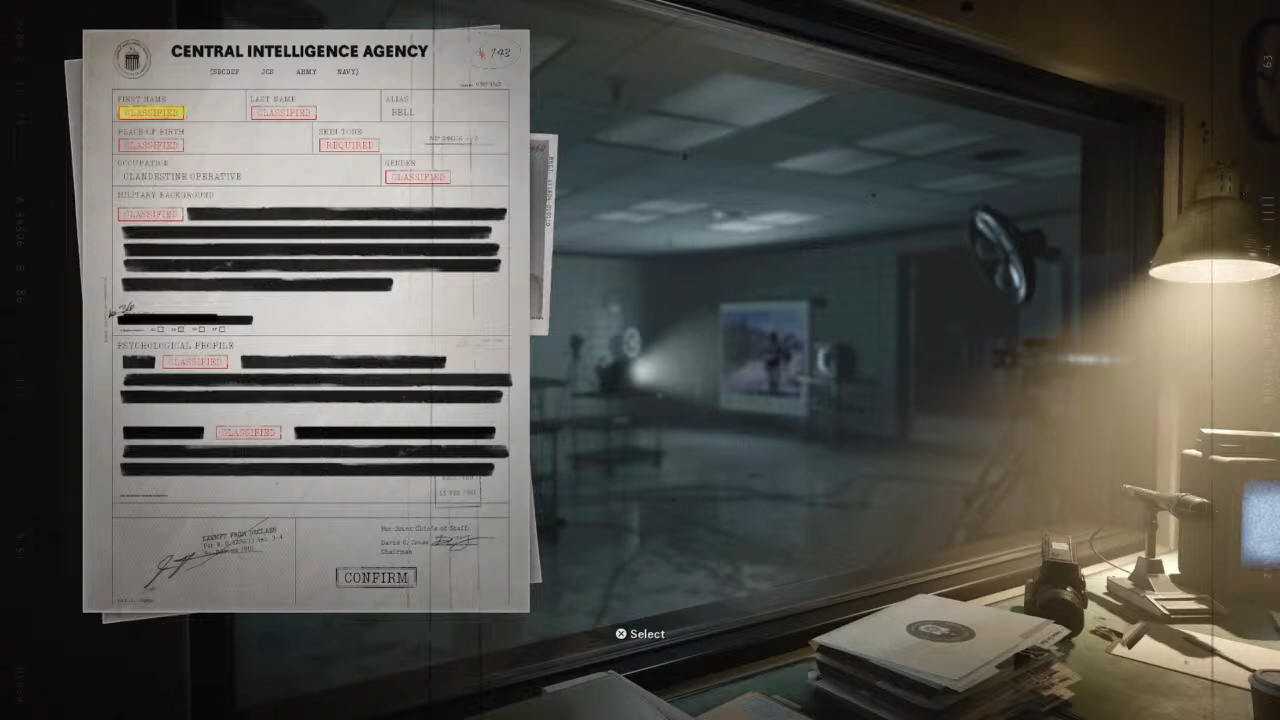 CENTRAL INTELLIGENCE AGENCY
(SBCDEF JCS ARMY NAVY)
FIRST NAME LAST NAME ALIAS
CLASSIFIED CLASSIFIED BELL
PLACE OF BIRTH SKIN TONE
CLASSIFIED REQUIRED
OCCUPATION GENDER
CLANDESTINE OPERATIVE CLASSIFIED
MILITARY BACKGROUND
CLASSIFIED
PSYCHOLOGICAL PROFILE
CLASSIFIED
CLASSIFIED
EXEMPT FROM
For Joint Chiefs of Staff
David C. Jones
Chairman
CONFIRM
Select